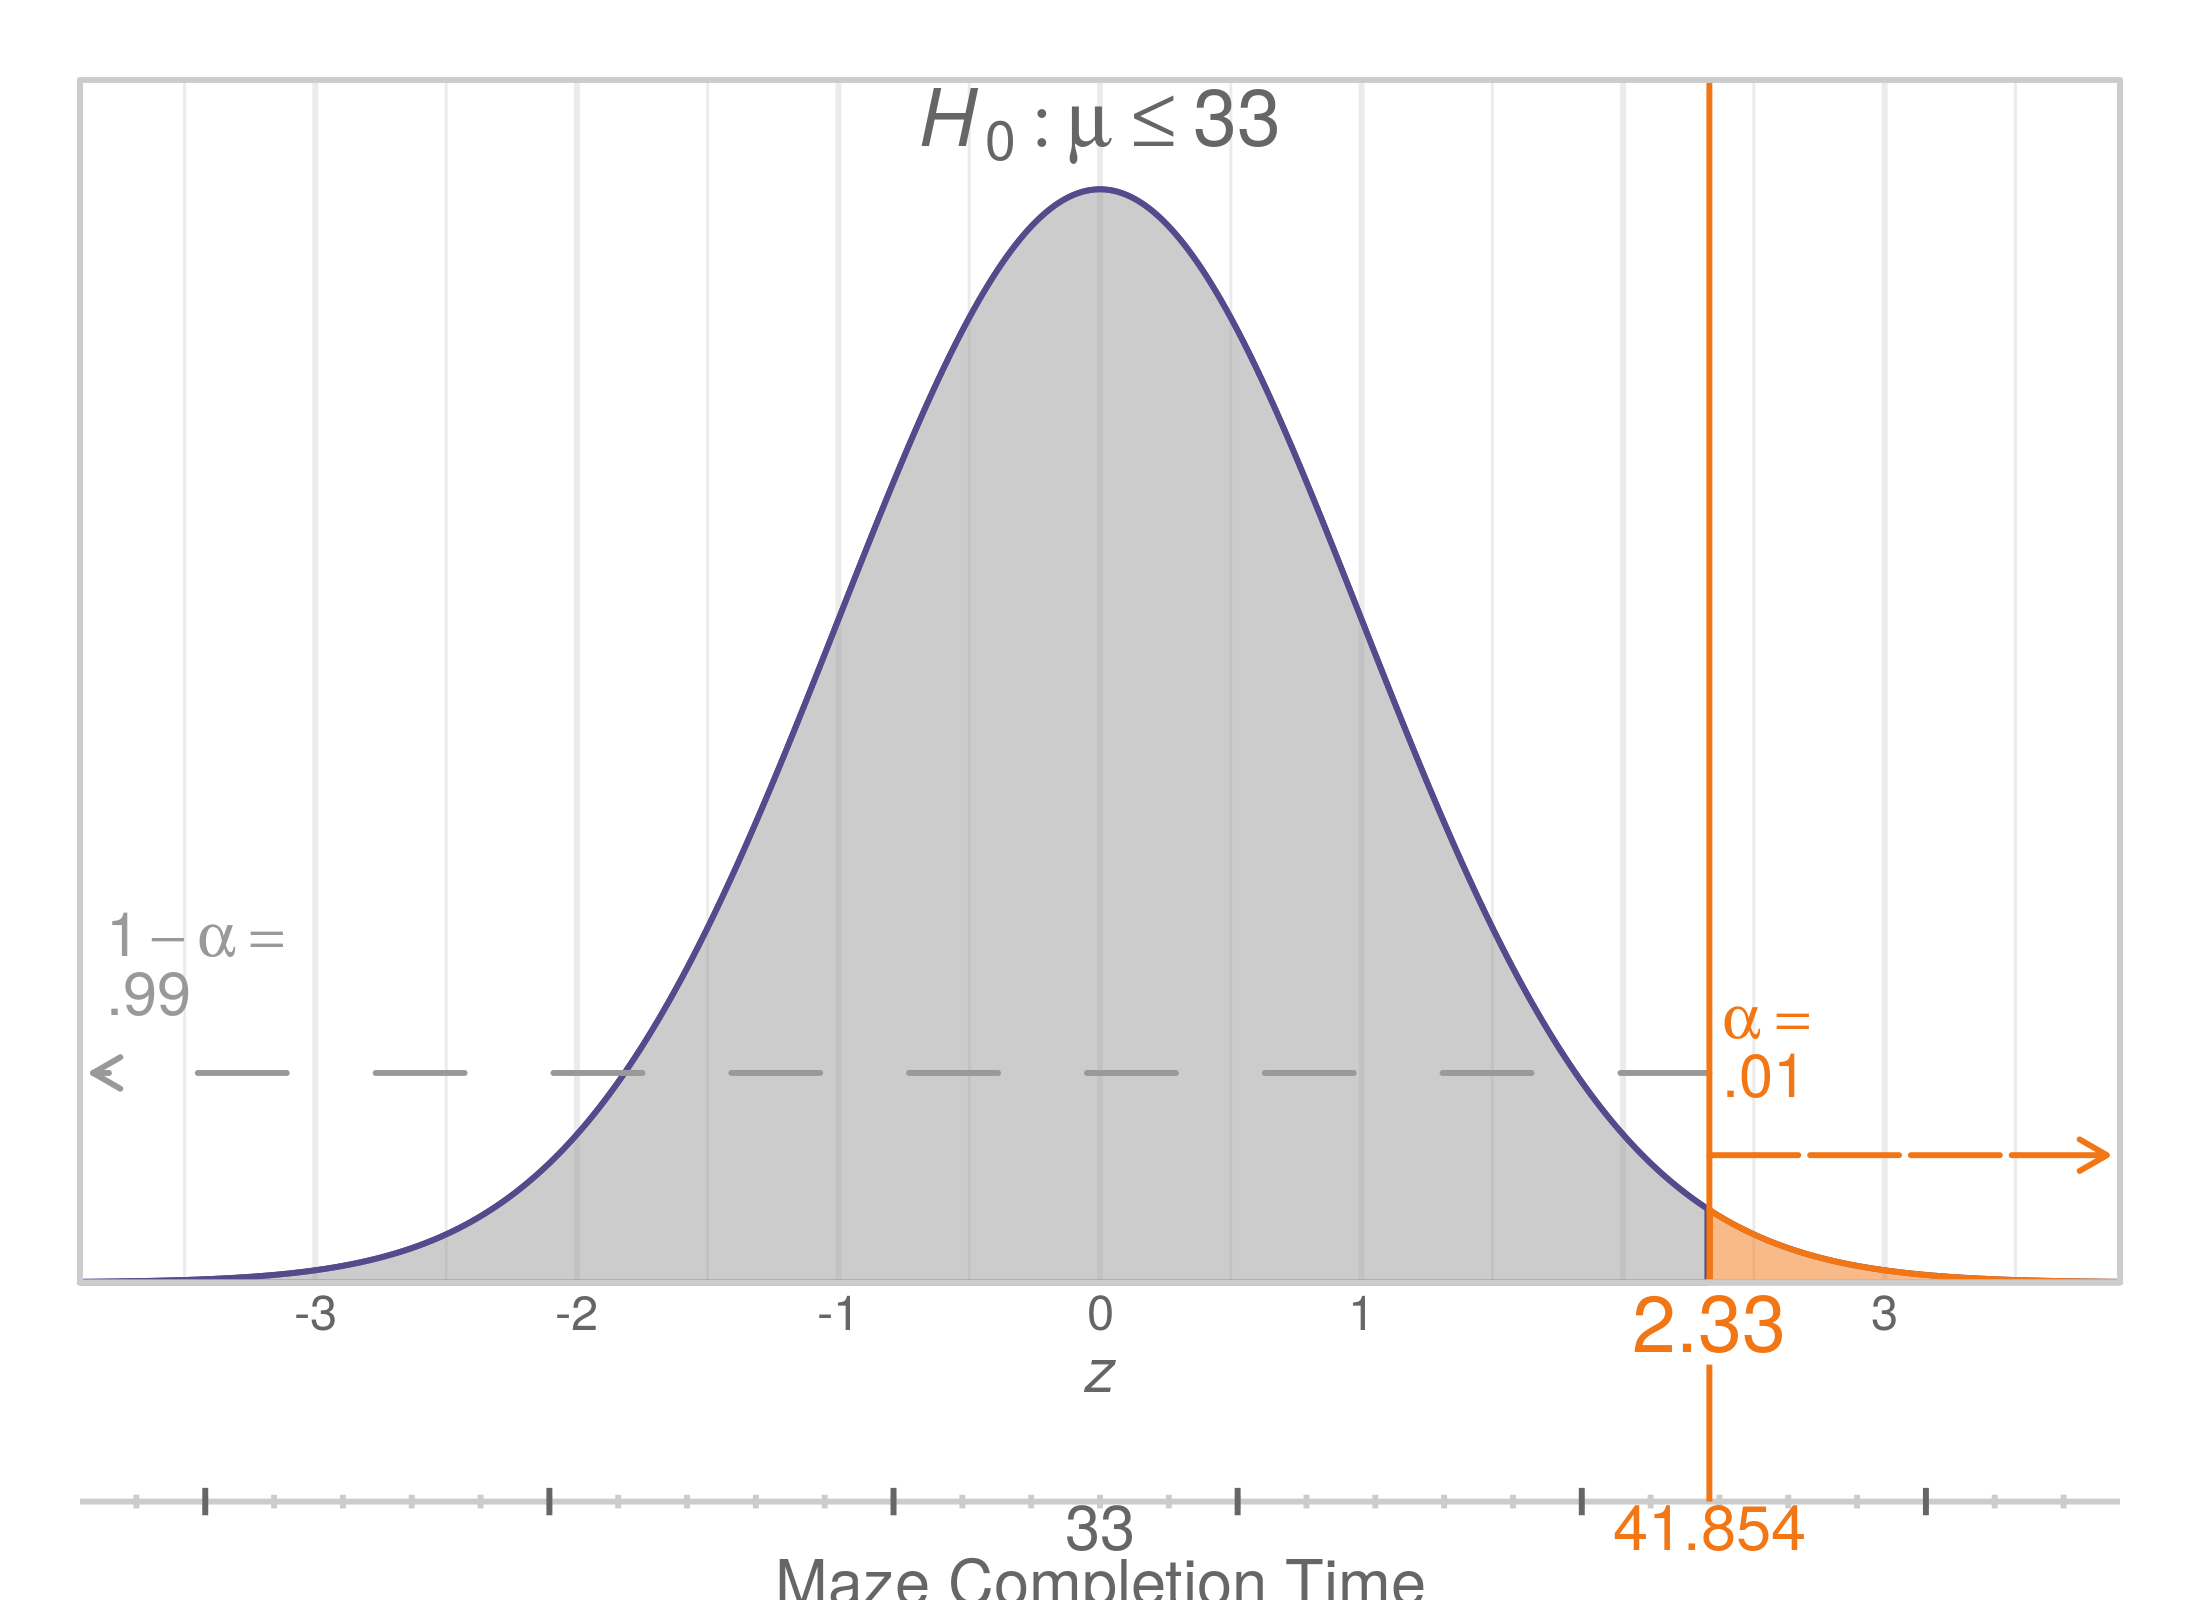 H₀ : μ ≤ 33
1 − α =
.99
α =
.01
-3 -2 -1 0 1 2.33 3
z
33 41.854
Maze Completion Time